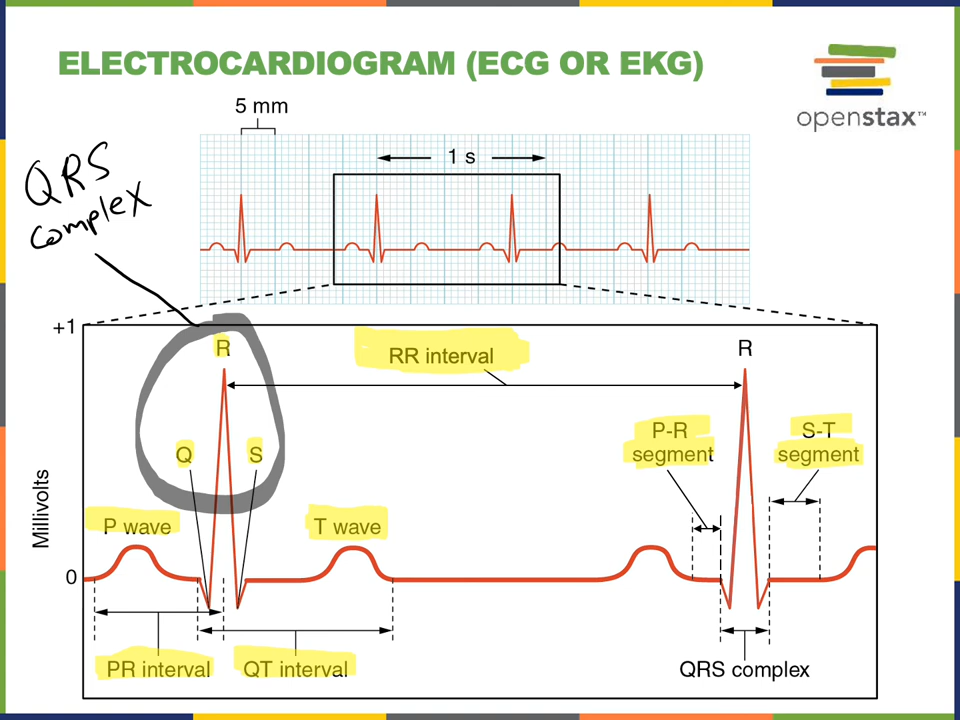 ELECTROCARDIOGRAM (ECG OR EKG)
openstax™
5 mm
1 s
QRS
complex
+1
R
RR interval
R
Q
S
P-R
segment
S-T
segment
Millivolts
P wave
T wave
0
PR interval
QT interval
QRS complex